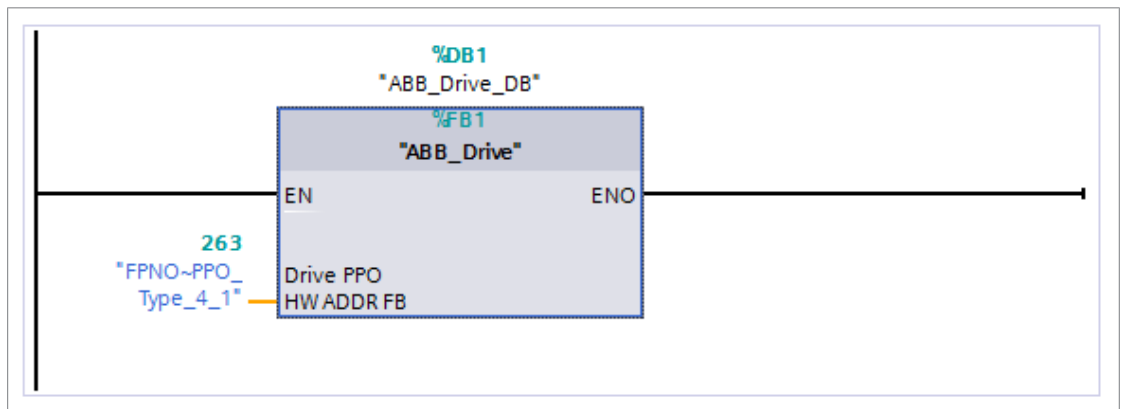 %DB1
"ABB_Drive_DB"
%FB1
"ABB_Drive"
EN ENO
263
"FPNO~PPO_
Type_4_1"
Drive PPO
HW ADDR FB